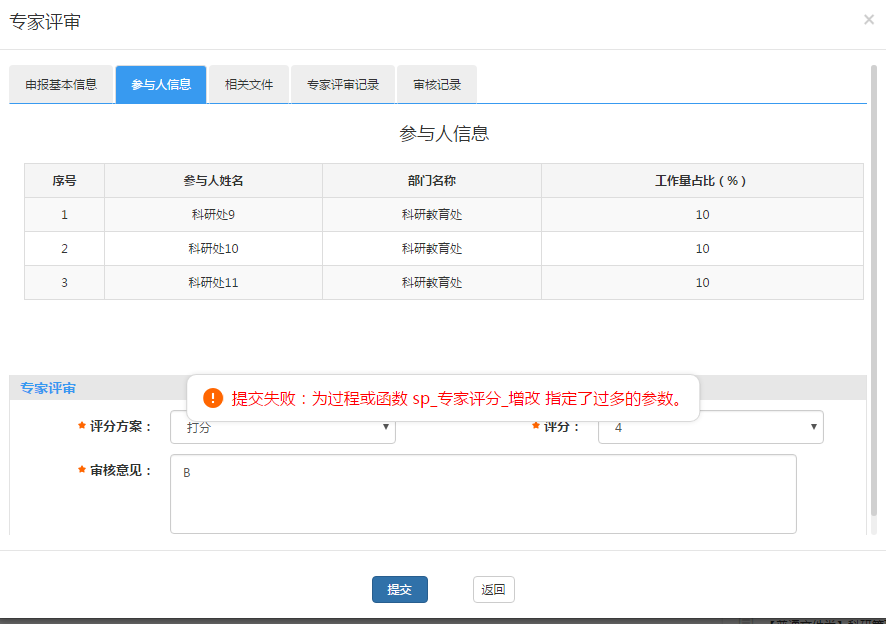 专家评审 ×
申报基本信息 参与人信息 相关文件 专家评审记录 审核记录
参与人信息
序号 参与人姓名 部门名称 工作量占比（%）
1 科研处9 科研教育处 10
2 科研处10 科研教育处 10
3 科研处11 科研教育处 10
专家评审
提交失败：为过程或函数 sp_专家评分_增改 指定了过多的参数。
* 评分方案： 打分 * 评分： 4
* 审核意见： B
提交 返回